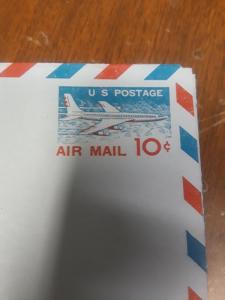 U S POSTAGE
AIR MAIL 10¢